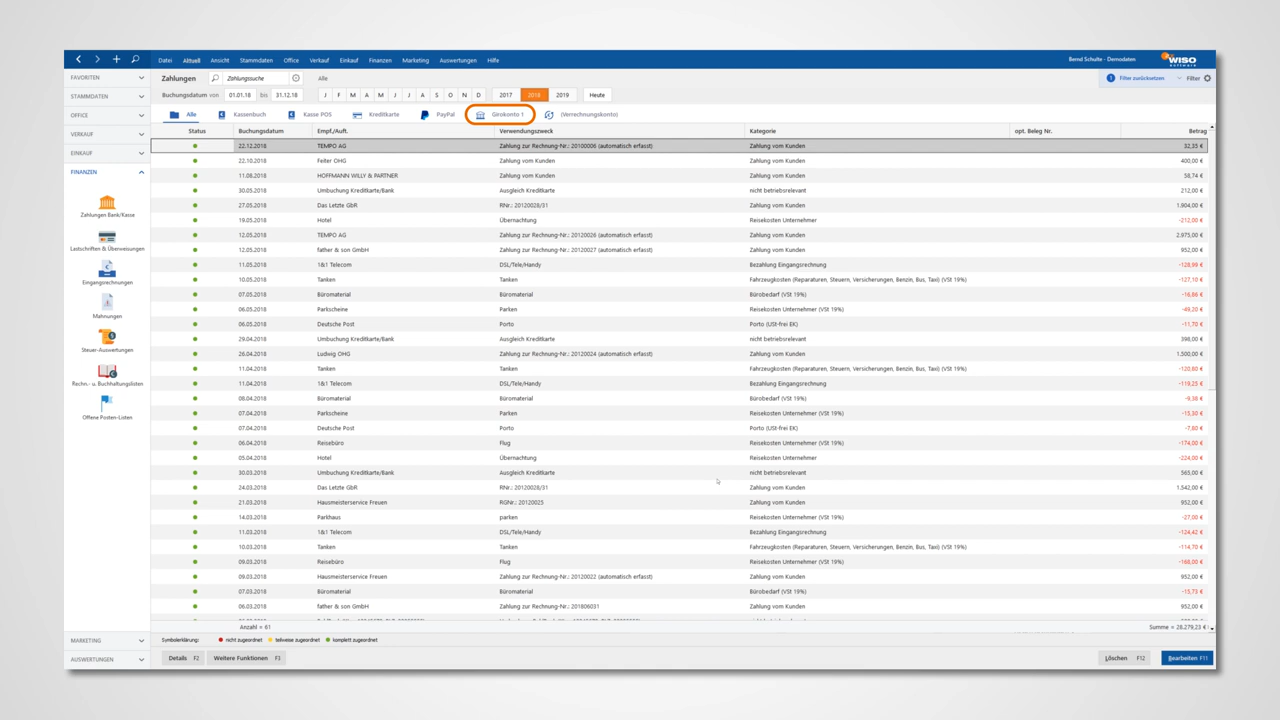 Datei Aktuell Ansicht Stammdaten Office Verkauf Einkauf Finanzen Marketing Auswertungen Hilfe
Bernd Schulte - Demodaten
WISO
SOFTWARE
FAVORITEN
STAMMDATEN
OFFICE
VERKAUF
EINKAUF
FINANZEN
Zahlungen Bank/Kasse
Lastschriften & Überweisungen
Eingangsrechnungen
Mahnungen
Steuer-Auswertungen
Rechn.- u. Buchhaltungslisten
Offene Posten-Listen
MARKETING
AUSWERTUNGEN
Zahlungen Zahlungssuche Alle
Filter zurücksetzen Filter
Buchungsdatum von 01.01.18 bis 31.12.18 J F M A M J J A S O N D 2017 2018 2019 Heute
Alle Kassenbuch Kasse POS Kreditkarte PayPal Girokonto 1 (Verrechnungskonto)
Status Buchungsdatum Empf./Auft. Verwendungszweck Kategorie opt. Beleg Nr. Betrag
22.12.2018 TEMPO AG Zahlung zur Rechnung-Nr.: 20100006 (automatisch erfasst) Zahlung vom Kunden 32,35 €
22.10.2018 Feiter OHG Zahlung vom Kunden Zahlung vom Kunden 400,00 €
11.08.2018 HOFFMANN WILLY & PARTNER Zahlung vom Kunden Zahlung vom Kunden 58,74 €
30.05.2018 Umbuchung Kreditkarte/Bank Ausgleich Kreditkarte nicht betriebsrelevant 212,00 €
27.05.2018 Das Letzte GbR RNr.: 20120028/31 Zahlung vom Kunden 1.904,00 €
19.05.2018 Hotel Übernachtung Reisekosten Unternehmer -212,00 €
12.05.2018 TEMPO AG Zahlung zur Rechnung-Nr.: 20120026 (automatisch erfasst) Zahlung vom Kunden 2.975,00 €
12.05.2018 father & son GmbH Zahlung zur Rechnung-Nr.: 20120027 (automatisch erfasst) Zahlung vom Kunden 952,00 €
11.05.2018 1&1 Telecom DSL/Tele/Handy Bezahlung Eingangsrechnung -128,99 €
10.05.2018 Tanken Tanken Fahrzeugkosten (Reparaturen, Steuern, Versicherungen, Benzin, Bus, Taxi) (VSt 19%) -127,10 €
07.05.2018 Büromaterial Büromaterial Bürobedarf (VSt 19%) -16,86 €
06.05.2018 Parkscheine Parken Reisekosten Unternehmer (VSt 19%) -49,20 €
06.05.2018 Deutsche Post Porto Porto (USt-frei EK) -11,70 €
29.04.2018 Umbuchung Kreditkarte/Bank Ausgleich Kreditkarte nicht betriebsrelevant 398,00 €
26.04.2018 Ludwig OHG Zahlung zur Rechnung-Nr.: 20120024 (automatisch erfasst) Zahlung vom Kunden 1.500,00 €
11.04.2018 Tanken Tanken Fahrzeugkosten (Reparaturen, Steuern, Versicherungen, Benzin, Bus, Taxi) (VSt 19%) -120,80 €
11.04.2018 1&1 Telecom DSL/Tele/Handy Bezahlung Eingangsrechnung -119,25 €
08.04.2018 Büromaterial Büromaterial Bürobedarf (VSt 19%) -9,38 €
07.04.2018 Parkscheine Parken Reisekosten Unternehmer (VSt 19%) -15,30 €
07.04.2018 Deutsche Post Porto Porto (USt-frei EK) -7,80 €
06.04.2018 Reisebüro Flug Reisekosten Unternehmer (VSt 19%) -174,00 €
05.04.2018 Hotel Übernachtung Reisekosten Unternehmer -224,00 €
30.03.2018 Umbuchung Kreditkarte/Bank Ausgleich Kreditkarte nicht betriebsrelevant 565,00 €
24.03.2018 Das Letzte GbR RNr.: 20120028/31 Zahlung vom Kunden 1.542,00 €
21.03.2018 Hausmeisterservice Freuen RGNr.: 20120025 Zahlung vom Kunden 952,00 €
14.03.2018 Parkhaus parken Reisekosten Unternehmer (VSt 19%) -27,00 €
11.03.2018 1&1 Telecom DSL/Tele/Handy Bezahlung Eingangsrechnung -124,42 €
10.03.2018 Tanken Tanken Fahrzeugkosten (Reparaturen, Steuern, Versicherungen, Benzin, Bus, Taxi) (VSt 19%) -114,70 €
09.03.2018 Reisebüro Flug Reisekosten Unternehmer (VSt 19%) -168,00 €
09.03.2018 Hausmeisterservice Freuen Zahlung zur Rechnung-Nr.: 20120022 (automatisch erfasst) Zahlung vom Kunden 952,00 €
07.03.2018 Büromaterial Büromaterial Bürobedarf (VSt 19%) -15,73 €
06.03.2018 father & son GmbH Zahlung zur Rechnung-Nr.: 201806031 Zahlung vom Kunden 952,00 €
Anzahl = 61 Summe = 28.279,23 €
Symbolerklärung: nicht zugeordnet teilweise zugeordnet komplett zugeordnet
Details F2 Weitere Funktionen F3 Löschen F12 Bearbeiten F11